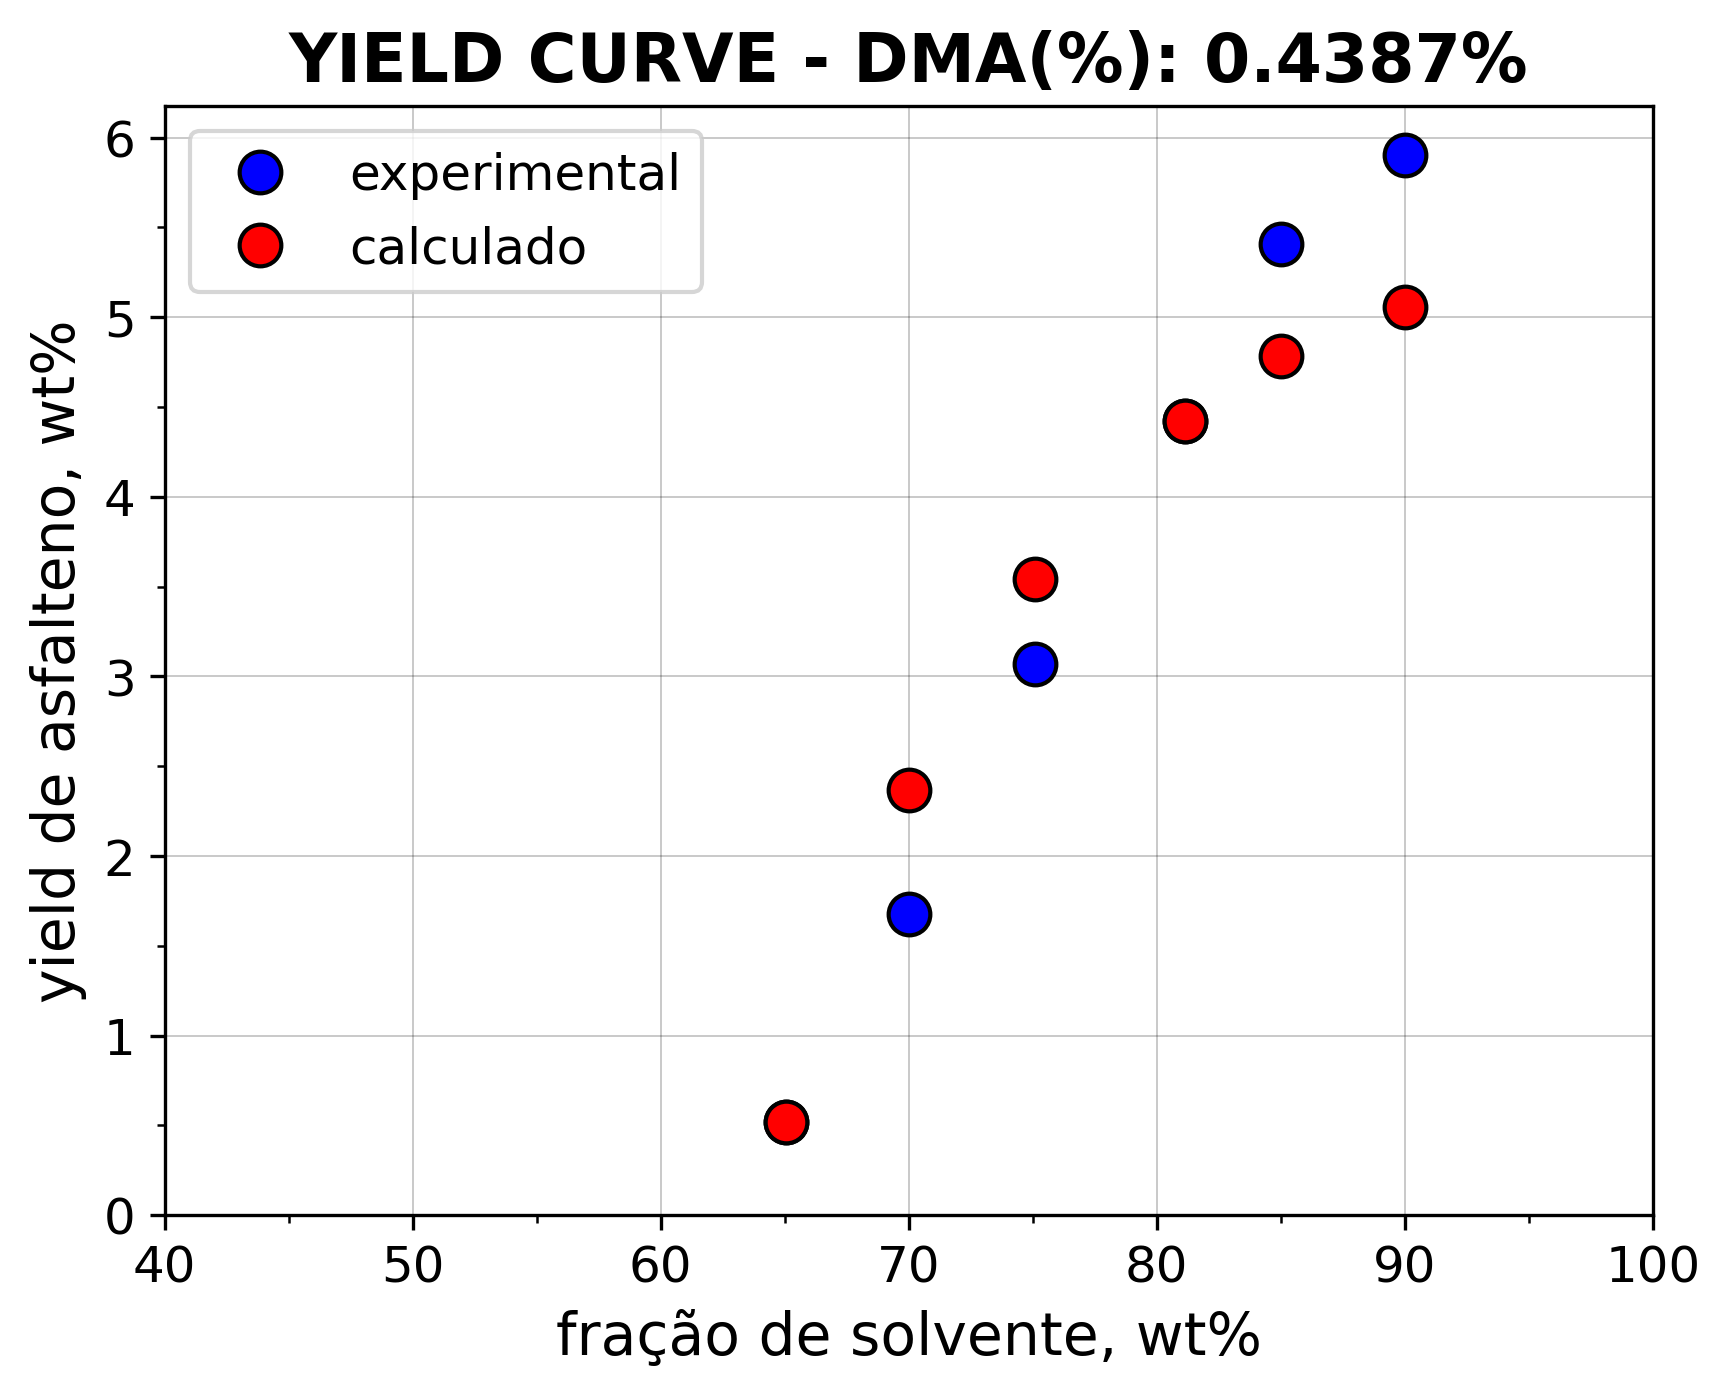 YIELD CURVE - DMA(%): 0.4387%
experimental
calculado
yield de asfalteno, wt%
6
5
4
3
2
1
0
40 50 60 70 80 90 100
fração de solvente, wt%